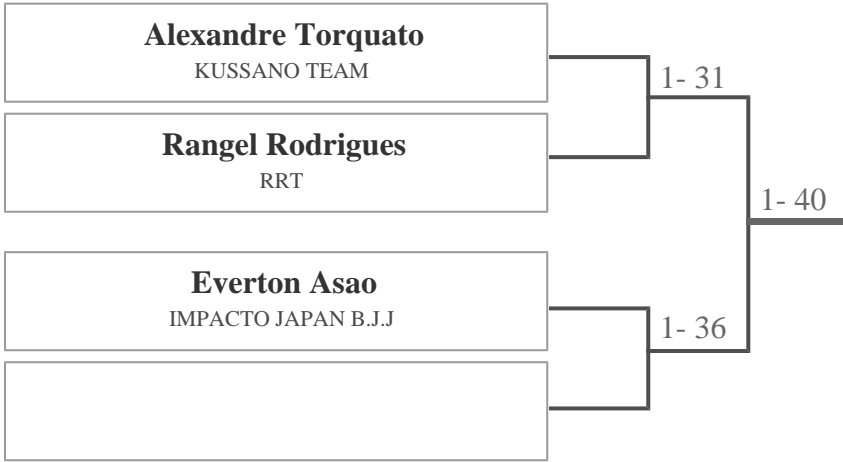 Alexandre Torquato
KUSSANO TEAM
1- 31
Rangel Rodrigues
RRT
1- 40
Everton Asao
IMPACTO JAPAN B.J.J
1- 36